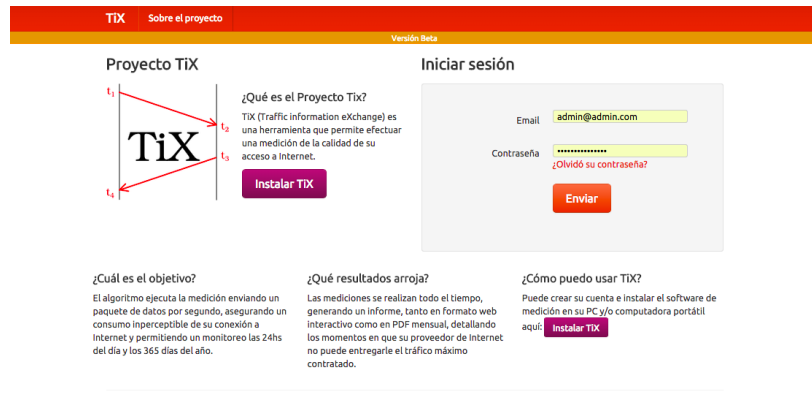 TiX Sobre el proyecto
Versión Beta
Proyecto TiX
t1
t2
TiX
t3
t4
¿Qué es el Proyecto Tix?
TiX (Traffic information eXchange) es
una herramienta que permite efectuar
una medición de la calidad de su
acceso a Internet.
Instalar TiX
Iniciar sesión
Email admin@admin.com
Contraseña •••••••••••••••
¿Olvidó su contraseña?
Enviar
¿Cuál es el objetivo?
El algoritmo ejecuta la medición enviando un
paquete de datos por segundo, asegurando un
consumo inperceptible de su conexión a
Internet y permitiendo un monitoreo las 24hs
del día y los 365 días del año.
¿Qué resultados arroja?
Las mediciones se realizan todo el tiempo,
generando un informe, tanto en formato web
interactivo como en PDF mensual, detallando
los momentos en que su proveedor de Internet
no puede entregarle el tráfico máximo
contratado.
¿Cómo puedo usar TiX?
Puede crear su cuenta e instalar el software de
medición en su PC y/o computadora portátil
aquí: Instalar TiX